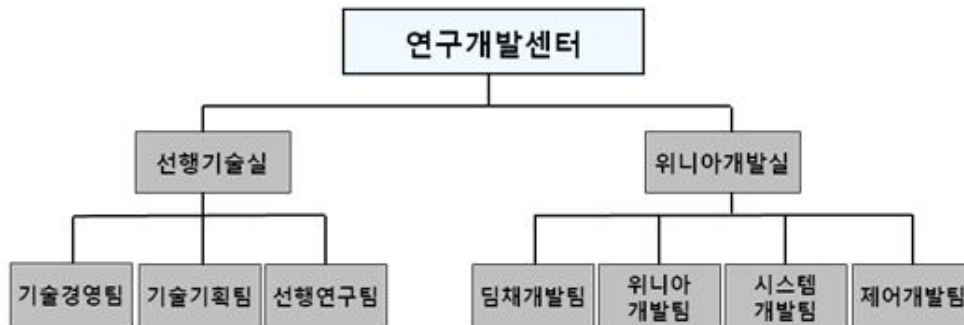 연구개발센터
선행기술실
위니아개발실
기술경영팀
기술기획팀
선행연구팀
딤채개발팀
위니아
개발팀
시스템
개발팀
제어개발팀